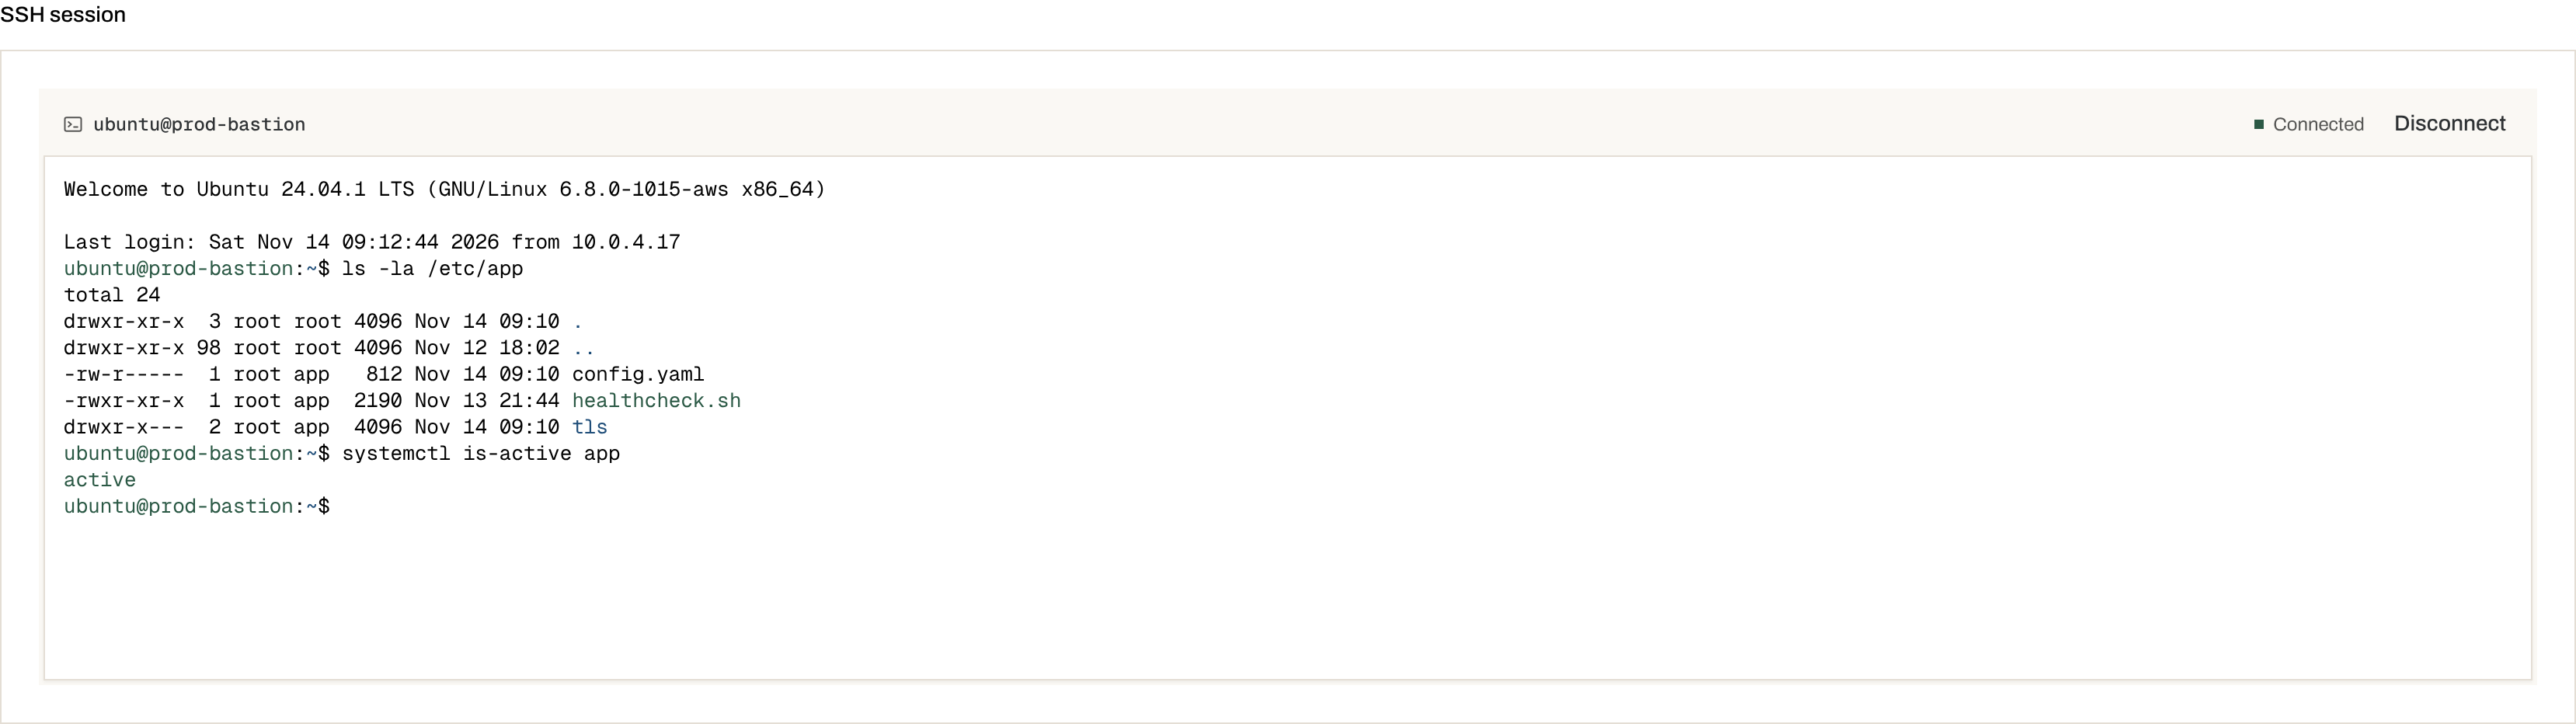 SSH session
ubuntu@prod-bastion
Connected
Disconnect
Welcome to Ubuntu 24.04.1 LTS (GNU/Linux 6.8.0-1015-aws x86_64)
Last login: Sat Nov 14 09:12:44 2026 from 10.0.4.17
ubuntu@prod-bastion:~$ ls -la /etc/app
total 24
drwxr-xr-x  3 root root 4096 Nov 14 09:10 .
drwxr-xr-x 98 root root 4096 Nov 12 18:02 ..
-rw-r-----  1 root app   812 Nov 14 09:10 config.yaml
-rwxr-xr-x  1 root app  2190 Nov 13 21:44 healthcheck.sh
drwxr-x---  2 root app  4096 Nov 14 09:10 tls
ubuntu@prod-bastion:~$ systemctl is-active app
active
ubuntu@prod-bastion:~$